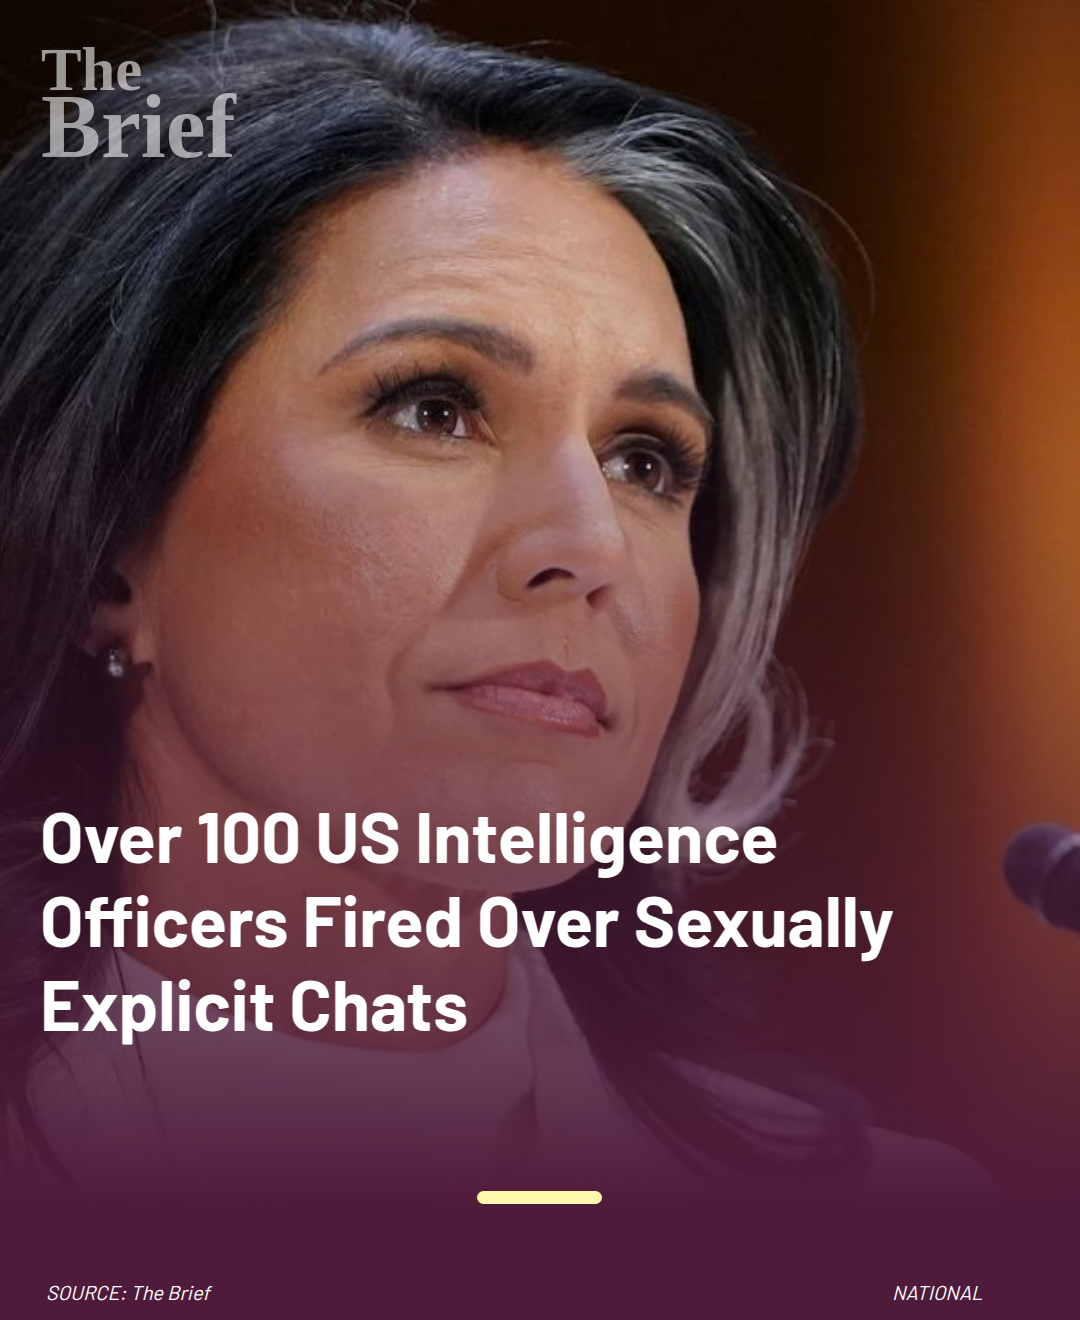 The
Brief
Over 100 US Intelligence
Officers Fired Over Sexually
Explicit Chats
SOURCE: The Brief
NATIONAL